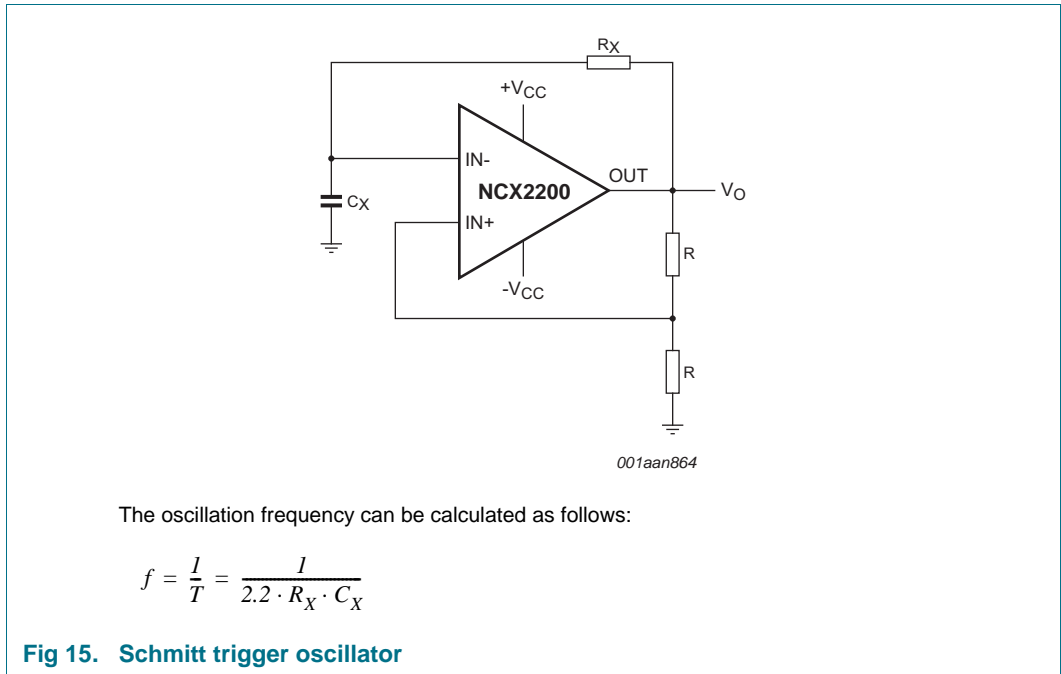 RX
+VCC
IN-
OUT
VO
NCX2200
CX
IN+
R
-VCC
R
001aan864
The oscillation frequency can be calculated as follows:
f = 1/T = 1/(2.2 · RX · CX)
Fig 15. Schmitt trigger oscillator